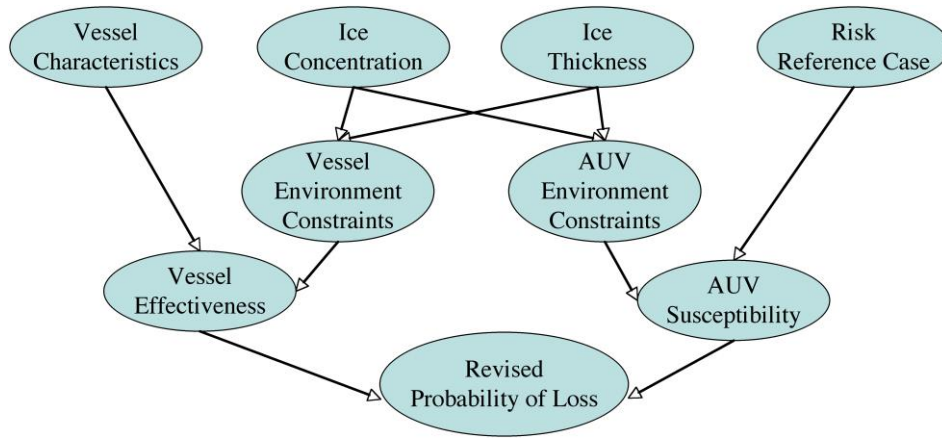 Vessel
Characteristics
Ice
Concentration
Ice
Thickness
Risk
Reference Case
Vessel
Environment
Constraints
AUV
Environment
Constraints
Vessel
Effectiveness
AUV
Susceptibility
Revised
Probability of Loss